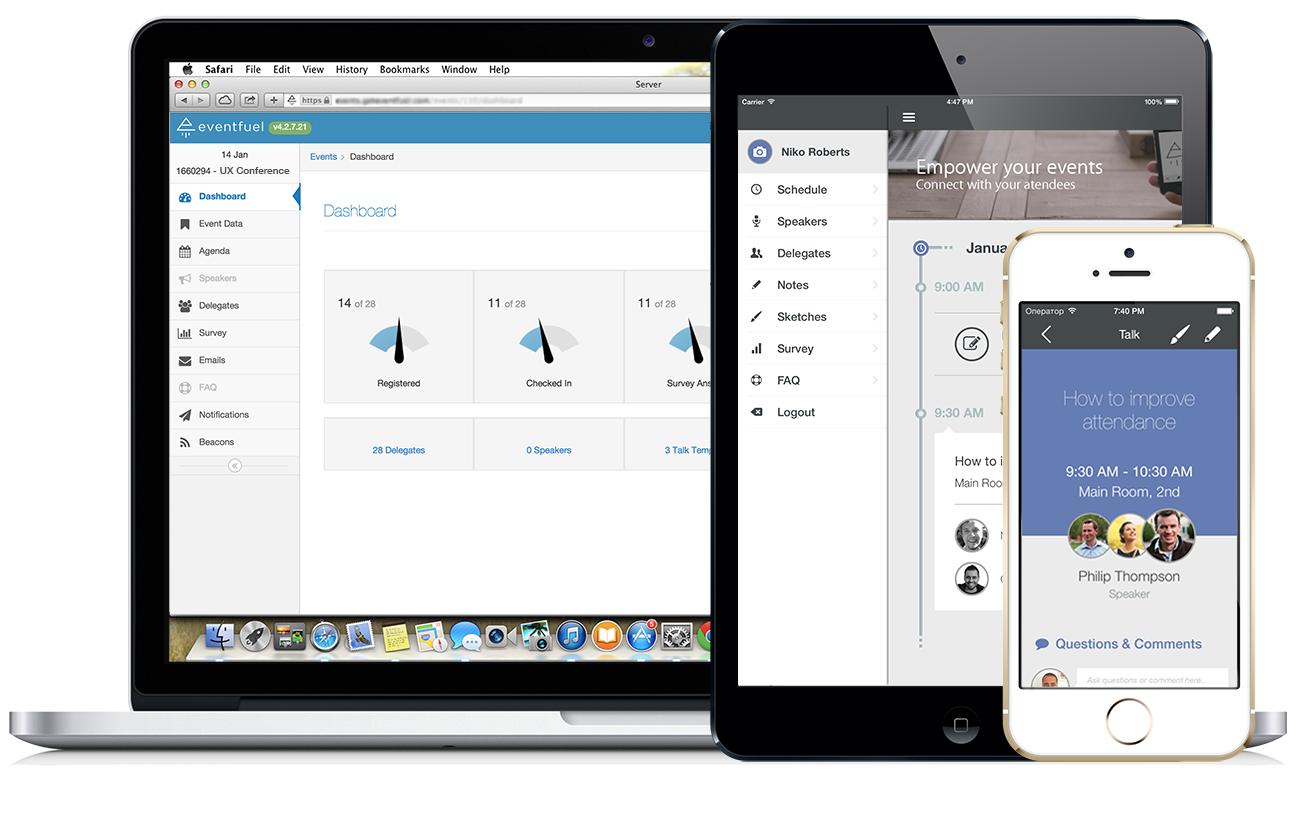 Safari File Edit View History Bookmarks Window Help
Server
https
eventfuel v4.2.7.21
14 Jan
1660294 - UX Conference
Dashboard
Event Data
Agenda
Speakers
Delegates
Survey
Emails
FAQ
Notifications
Beacons
Events > Dashboard
Dashboard
14 of 28
Registered
11 of 28
Checked In
11 of 28
Survey Ans
28 Delegates
0 Speakers
3 Talk Temp
5
Carrier 4:47 PM 100%
Niko Roberts
Schedule
Speakers
Delegates
Notes
Sketches
Survey
FAQ
Logout
Empower your events
Connect with your atendees
Janua
9:00 AM
9:30 AM
How to i
Main Roo
Оператор 7:40 PM
Talk
How to improve
attendance
9:30 AM - 10:30 AM
Main Room, 2nd
Philip Thompson
Speaker
Questions & Comments
Ask questions or comment here..